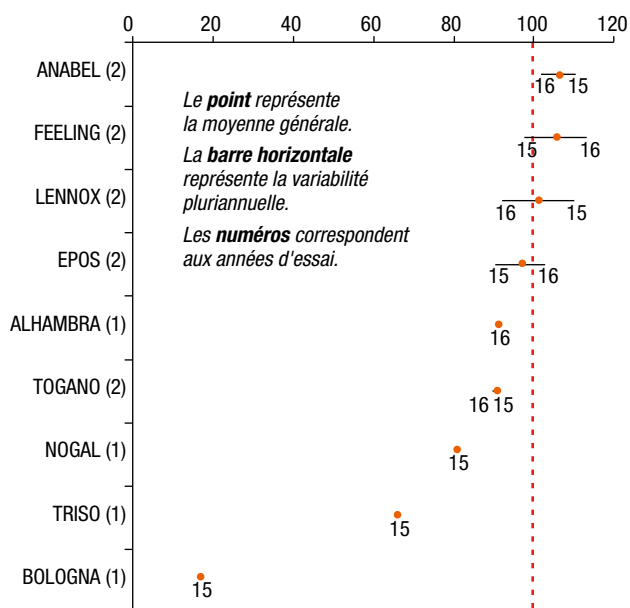 0 20 40 60 80 100 120
ANABEL (2)
16 15
Le point représente
la moyenne générale.
FEELING (2)
15 16
La barre horizontale
représente la variabilité
pluriannuelle.
LENNOX (2)
16 15
Les numéros correspondent
aux années d'essai.
EPOS (2)
15 16
ALHAMBRA (1)
16
TOGANO (2)
16 15
NOGAL (1)
15
TRISO (1)
15
BOLOGNA (1)
15